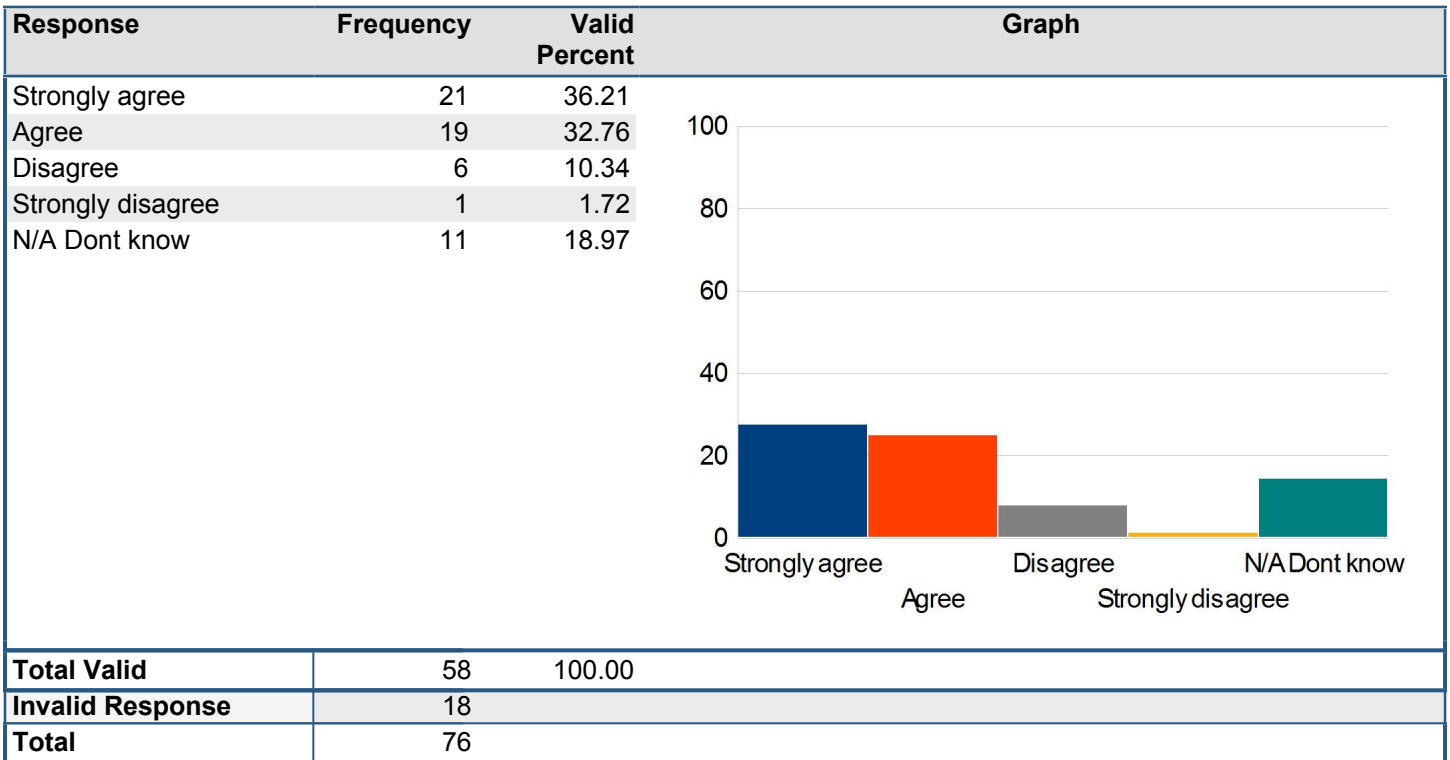 Response Frequency Valid Percent Graph
Strongly agree 21 36.21
Agree 19 32.76
Disagree 6 10.34
Strongly disagree 1 1.72
N/A Dont know 11 18.97
100
80
60
40
20
0
Strongly agree Disagree N/A Dont know
Agree Strongly disagree
Total Valid 58 100.00
Invalid Response 18
Total 76